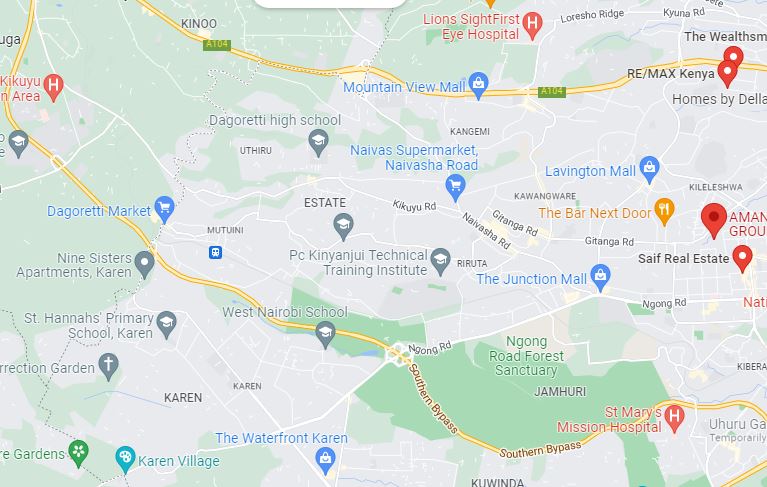 Lions SightFirst
Eye Hospital
Loresho Ridge
Kyuna Rd
KINOO
A104
The Wealthsm
uga
RE/MAX Kenya
Kikuyu
n Area
Mountain View Mall
A104
Homes by Della
Dagoretti high school
KANGEMI
UTHIRU
Naivas Supermarket,
Naivasha Road
Lavington Mall
KILELESHWA
KAWANGWARE
ESTATE
Kikuyu Rd
Dagoretti Market
The Bar Next Door
AMAN
GROU
Gitanga Rd
Naivasha Rd
MUTUINI
Gitanga Rd
Nine Sisters
Apartments, Karen
Pc Kinyanjui Technical
Training Institute
RIRUTA
Saif Real Estate
The Junction Mall
Ngong Rd
Nati
St. Hannahs' Primary
School, Karen
West Nairobi School
Ngong Rd
Ngong
Road Forest
Sanctuary
rrection Garden
KIBERA
KAREN
KAREN
Southern Bypass
JAMHURI
St Mary's
Mission Hospital
Uhuru Ga
Temporarily
The Waterfront Karen
Southern Bypass
re Gardens
Karen Village
KUWINDA